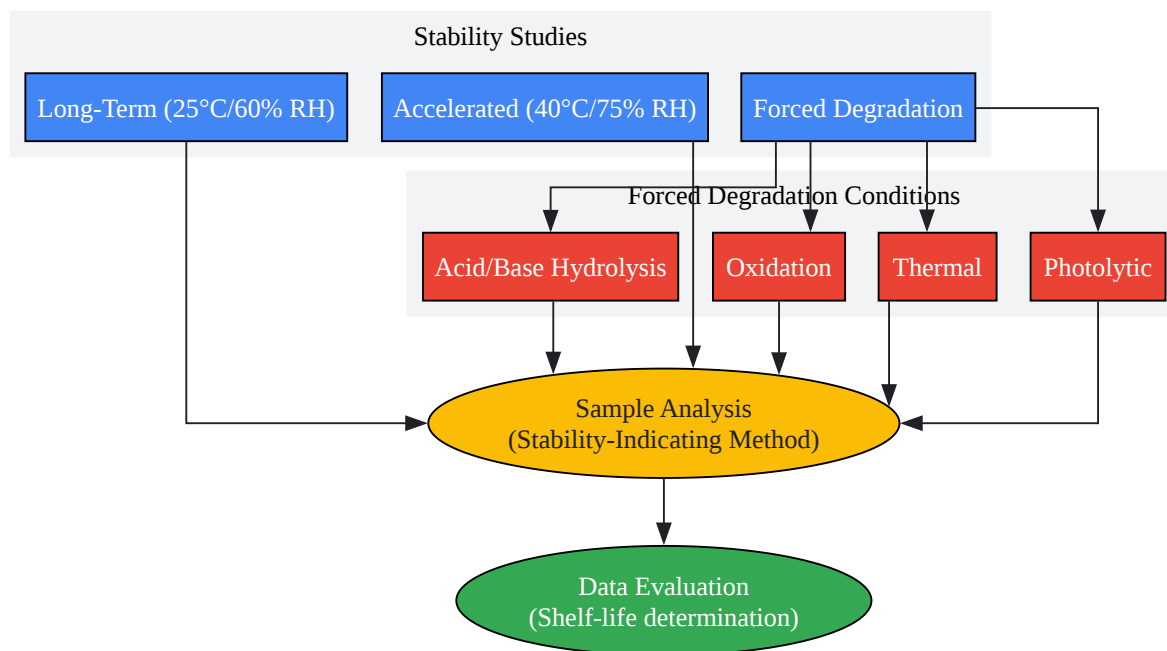 Stability Studies
Long-Term (25°C/60% RH)
Accelerated (40°C/75% RH)
Forced Degradation
Forced Degradation Conditions
Acid/Base Hydrolysis
Oxidation
Thermal
Photolytic
Sample Analysis
(Stability-Indicating Method)
Data Evaluation
(Shelf-life determination)